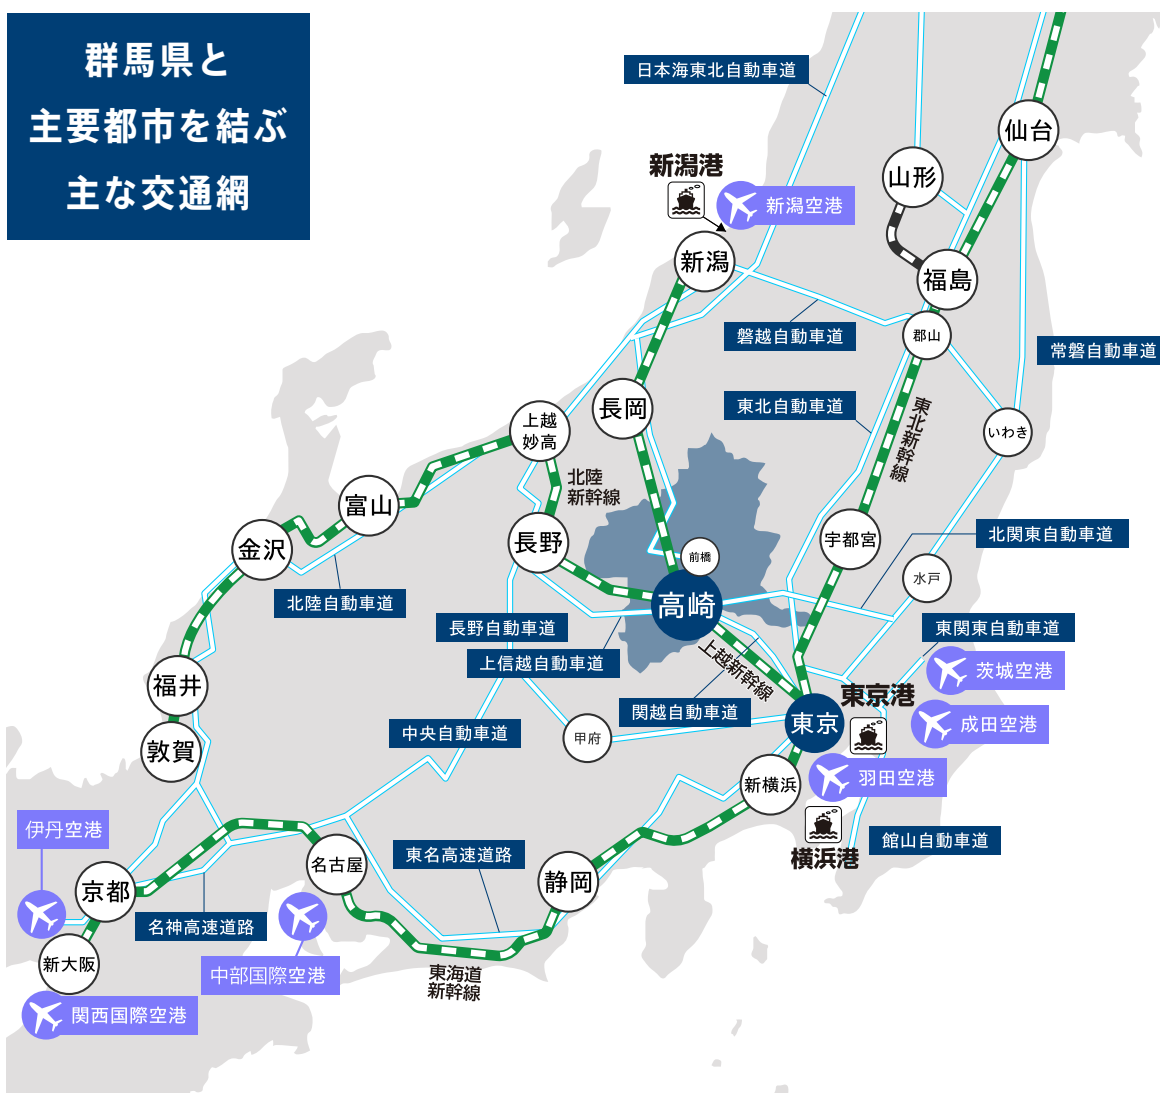 群馬県と
主要都市を結ぶ
主な交通網
日本海東北自動車道
仙台
新潟港
山形
新潟空港
新潟
福島
磐越自動車道
郡山
常磐自動車道
東北自動車道
東北新幹線
長岡
上越
妙高
いわき
北陸
新幹線
富山
金沢
長野
宇都宮
北関東自動車道
前橋
水戸
高崎
北陸自動車道
長野自動車道
上信越自動車道
上越新幹線
東関東自動車道
茨城空港
福井
関越自動車道
東京港
東京
成田空港
中央自動車道
甲府
敦賀
新横浜
羽田空港
伊丹空港
横浜港
館山自動車道
東名高速道路
名古屋
静岡
京都
名神高速道路
新大阪
中部国際空港
東海道
新幹線
関西国際空港